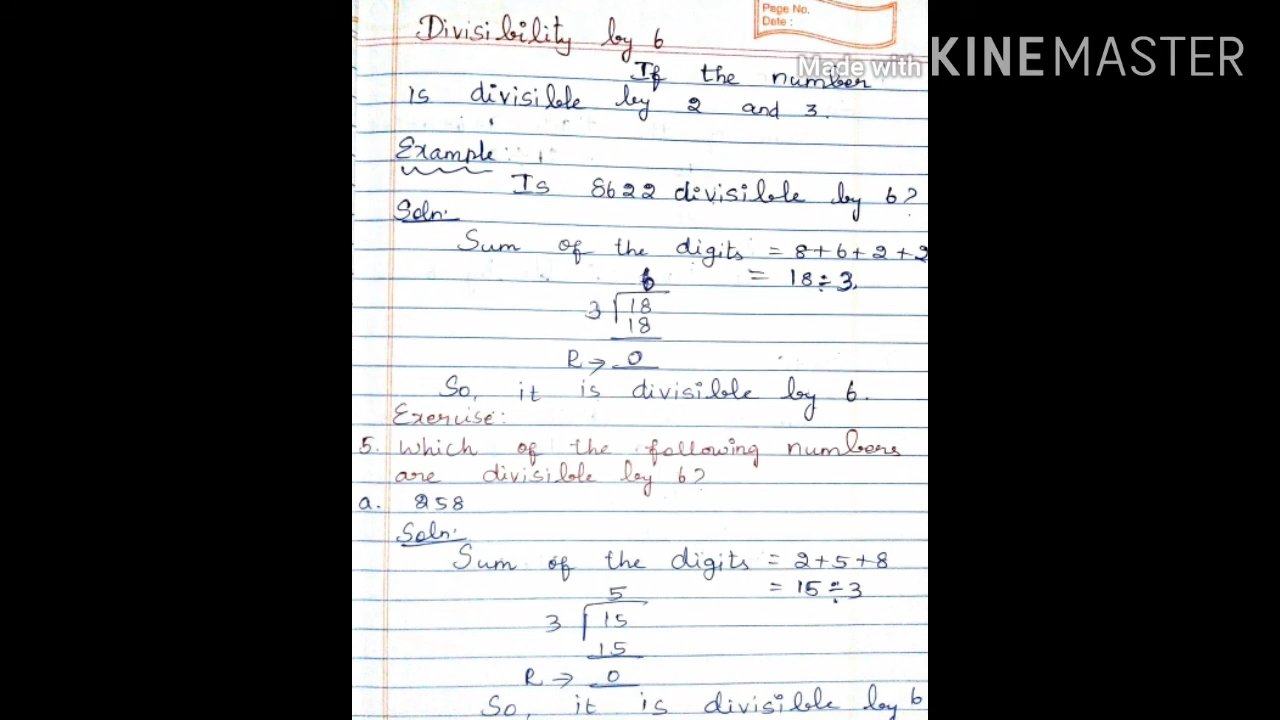 Page No.
Date :
Made with KINEMASTER
Divisibility by 6
If the number
is divisible by 2 and 3.
Example:
Is 8622 divisible by 6?
Soln:
Sum of the digits = 8+6+2+2
= 18÷3.
6
3 18
18
R→ 0
So, it is divisible by 6.
Exercise:
5. Which of the following numbers
are divisible by 6?
a. 258
Soln:
Sum of the digits = 2+5+8
= 15÷3
5
3 15
15
R→ 0
So, it is divisible by 6